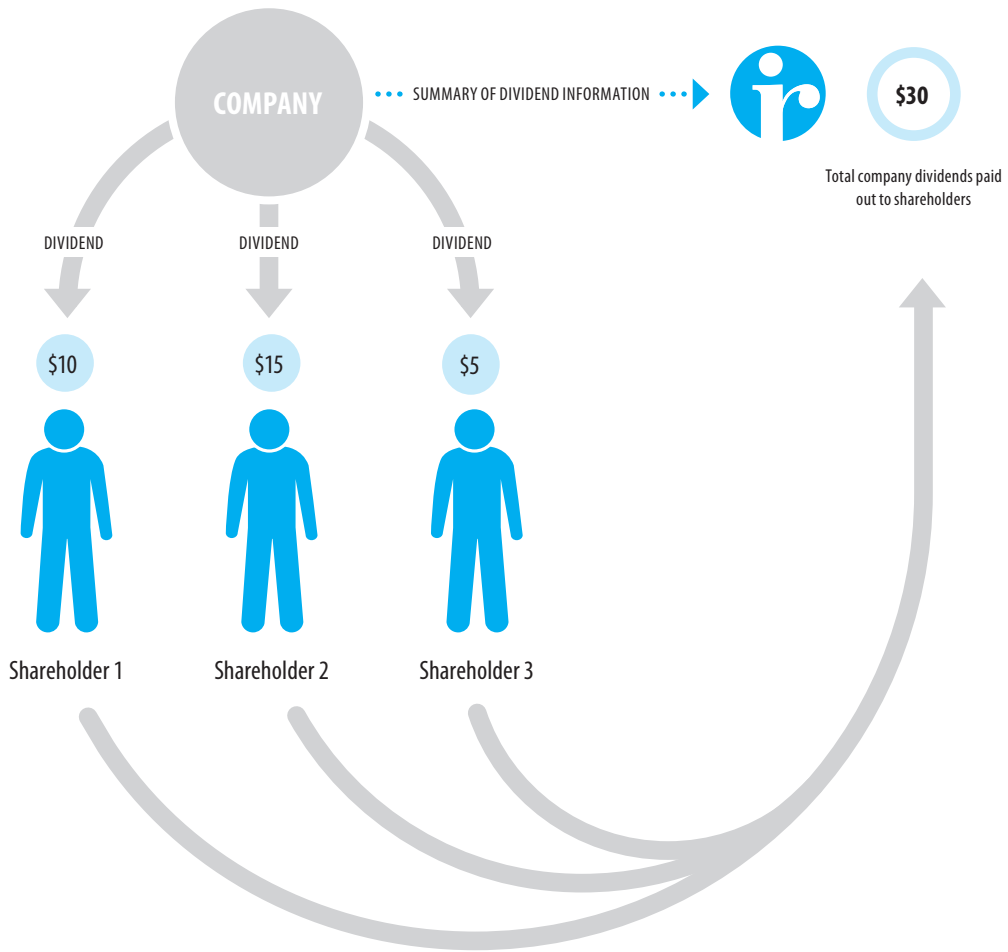 COMPANY
SUMMARY OF DIVIDEND INFORMATION
ir
$30
Total company dividends paid
out to shareholders
DIVIDEND
DIVIDEND
DIVIDEND
$10
$15
$5
Shareholder 1
Shareholder 2
Shareholder 3